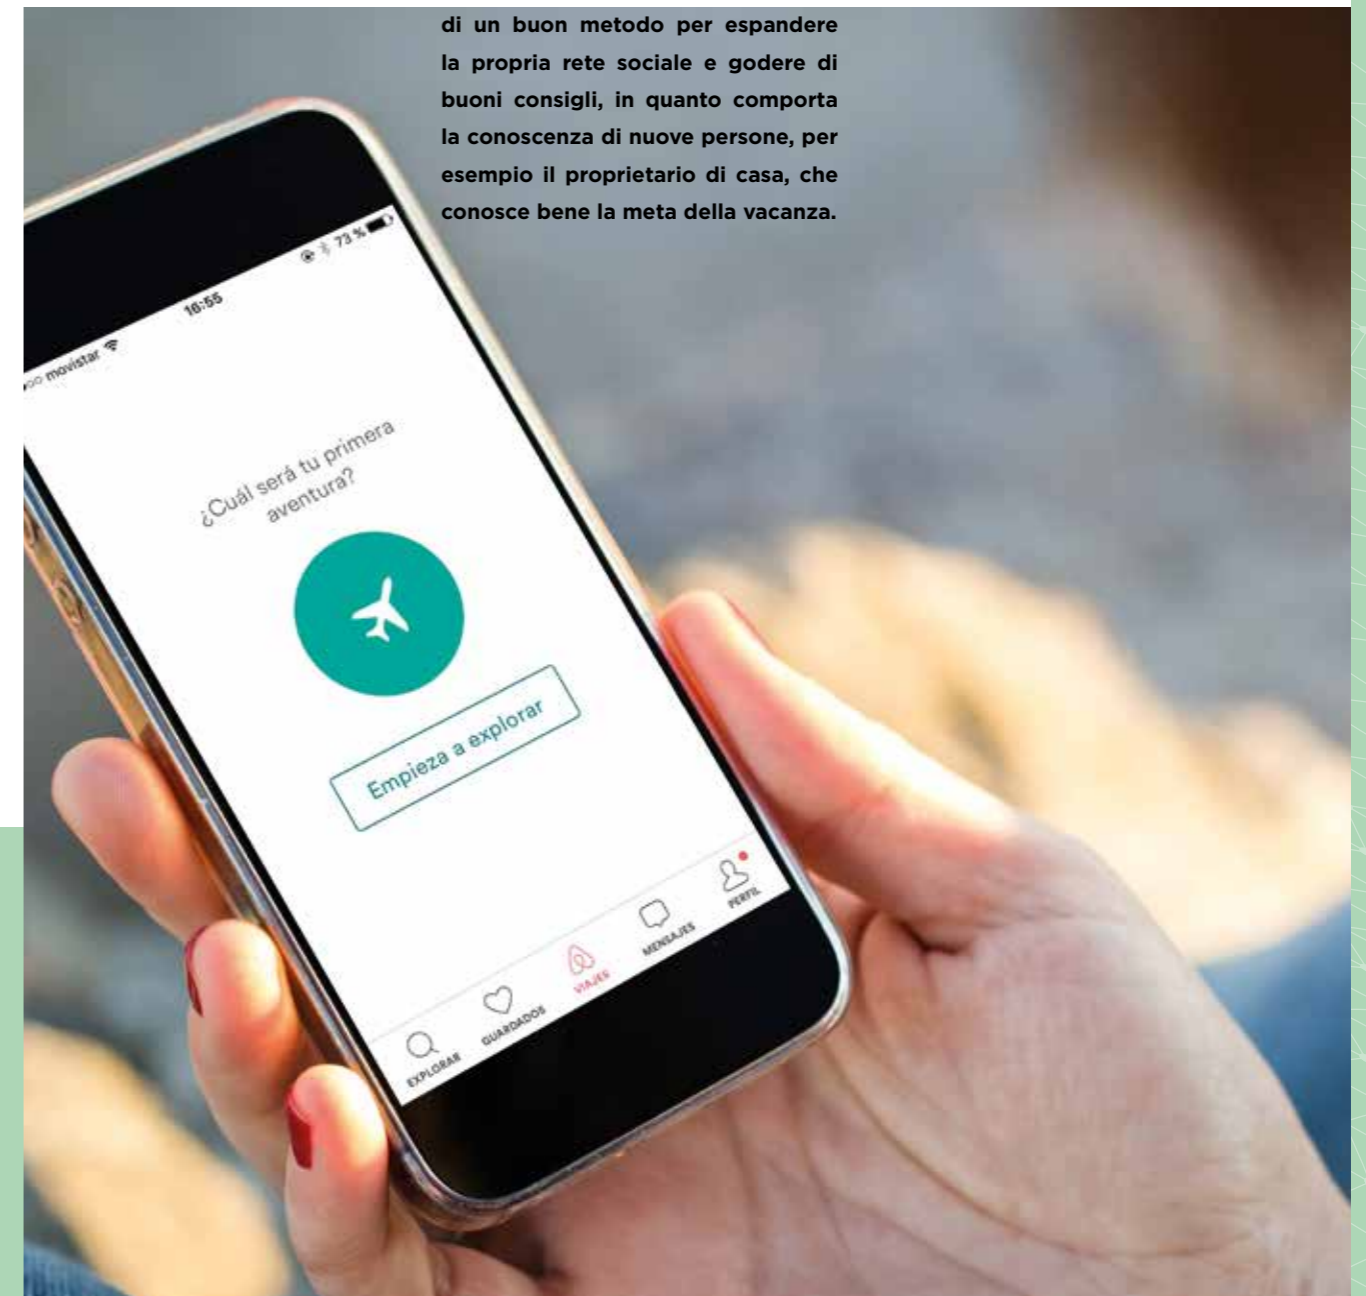 di un buon metodo per espandere
la propria rete sociale e godere di
buoni consigli, in quanto comporta
la conoscenza di nuove persone, per
esempio il proprietario di casa, che
conosce bene la meta della vacanza.
movistar 16:55 73 %
¿Cuál será tu primera
aventura?
Empieza a explorar
EXPLORAR GUARDADOS VIAJES MENSAJES PERFIL